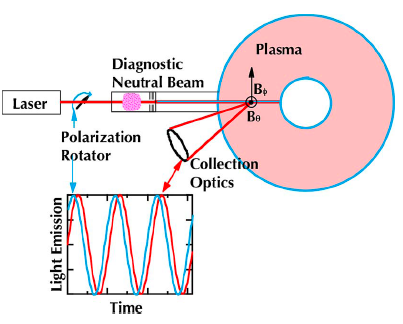 Diagnostic
Neutral Beam
Plasma
Laser
Bϕ
Bθ
Polarization
Rotator
Collection
Optics
Light Emission
Time